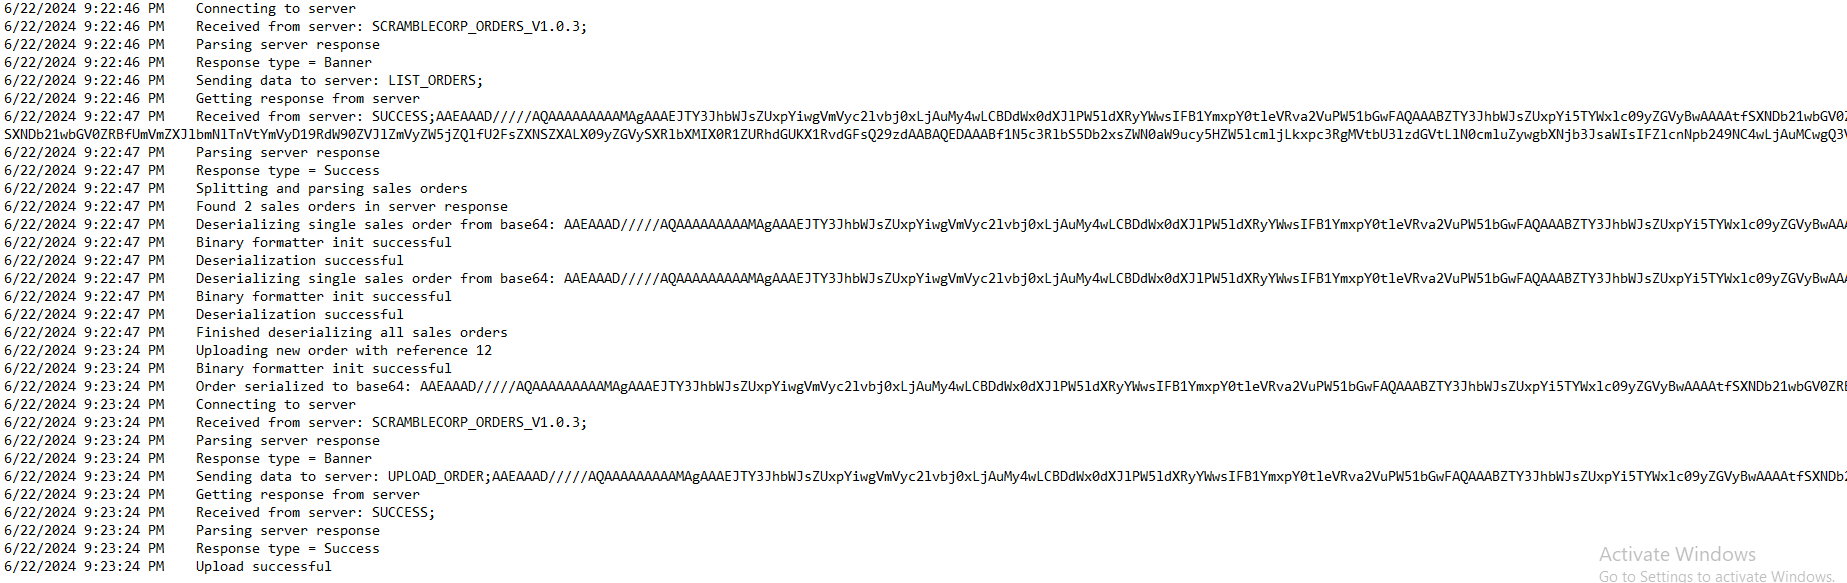 6/22/2024 9:22:46 PM Connecting to server
6/22/2024 9:22:46 PM Received from server: SCRAMBLECORP_ORDERS_V1.0.3;
6/22/2024 9:22:46 PM Parsing server response
6/22/2024 9:22:46 PM Response type = Banner
6/22/2024 9:22:46 PM Sending data to server: LIST_ORDERS;
6/22/2024 9:22:46 PM Getting response from server
6/22/2024 9:22:47 PM Received from server: SUCCESS;AAEAAAD/////AQAAAAAAAAAMAgAAAEJTY3JhbWJsZUxpYiwgVmVyc2lvbj0xLjAuMy4wLCBDdWx0dXJlPW5ldXRyYWwsIFB1YmxpY0tleVRva2VuPW51bGwFAQAAABZTY3JhbWJsZUxpYi5TYWxlc09yZGVyBwAAAAtfSXNDb21wbGV0Z
SXNDb21wbGV0ZRBfUmVmZXJlbmNlTnVtYmVyD19RdW90ZVJlZmVyZW5jZQlfU2FsZXNSZXALX09yZGVySXRlbXMIX0R1ZURhdGUKX1RvdGFsQ29zdAABAQEDAAABf1N5c3RlbS5Db2xsZWN0aW9ucy5HZW5lcmljLkxpc3RgMVtbU3lzdGVtLlN0cmluZywgbXNjb3JsaWIsIFZlcnNpb249NC4wLjAuMCwgQ3V
6/22/2024 9:22:47 PM Parsing server response
6/22/2024 9:22:47 PM Response type = Success
6/22/2024 9:22:47 PM Splitting and parsing sales orders
6/22/2024 9:22:47 PM Found 2 sales orders in server response
6/22/2024 9:22:47 PM Deserializing single sales order from base64: AAEAAAD/////AQAAAAAAAAAMAgAAAEJTY3JhbWJsZUxpYiwgVmVyc2lvbj0xLjAuMy4wLCBDdWx0dXJlPW5ldXRyYWwsIFB1YmxpY0tleVRva2VuPW51bGwFAQAAABZTY3JhbWJsZUxpYi5TYWxlc09yZGVyBwAAA
6/22/2024 9:22:47 PM Binary formatter init successful
6/22/2024 9:22:47 PM Deserialization successful
6/22/2024 9:22:47 PM Deserializing single sales order from base64: AAEAAAD/////AQAAAAAAAAAMAgAAAEJTY3JhbWJsZUxpYiwgVmVyc2lvbj0xLjAuMy4wLCBDdWx0dXJlPW5ldXRyYWwsIFB1YmxpY0tleVRva2VuPW51bGwFAQAAABZTY3JhbWJsZUxpYi5TYWxlc09yZGVyBwAAA
6/22/2024 9:22:47 PM Binary formatter init successful
6/22/2024 9:22:47 PM Deserialization successful
6/22/2024 9:22:47 PM Finished deserializing all sales orders
6/22/2024 9:23:24 PM Uploading new order with reference 12
6/22/2024 9:23:24 PM Binary formatter init successful
6/22/2024 9:23:24 PM Order serialized to base64: AAEAAAD/////AQAAAAAAAAAMAgAAAEJTY3JhbWJsZUxpYiwgVmVyc2lvbj0xLjAuMy4wLCBDdWx0dXJlPW5ldXRyYWwsIFB1YmxpY0tleVRva2VuPW51bGwFAQAAABZTY3JhbWJsZUxpYi5TYWxlc09yZGVyBwAAAAtfSXNDb21wbGV0ZRB
6/22/2024 9:23:24 PM Connecting to server
6/22/2024 9:23:24 PM Received from server: SCRAMBLECORP_ORDERS_V1.0.3;
6/22/2024 9:23:24 PM Parsing server response
6/22/2024 9:23:24 PM Response type = Banner
6/22/2024 9:23:24 PM Sending data to server: UPLOAD_ORDER;AAEAAAD/////AQAAAAAAAAAMAgAAAEJTY3JhbWJsZUxpYiwgVmVyc2lvbj0xLjAuMy4wLCBDdWx0dXJlPW5ldXRyYWwsIFB1YmxpY0tleVRva2VuPW51bGwFAQAAABZTY3JhbWJsZUxpYi5TYWxlc09yZGVyBwAAAAtfSXNDb2
6/22/2024 9:23:24 PM Getting response from server
6/22/2024 9:23:24 PM Received from server: SUCCESS;
6/22/2024 9:23:24 PM Parsing server response
6/22/2024 9:23:24 PM Response type = Success
6/22/2024 9:23:24 PM Upload successful
Activate Windows
Go to Settings to activate Windows.